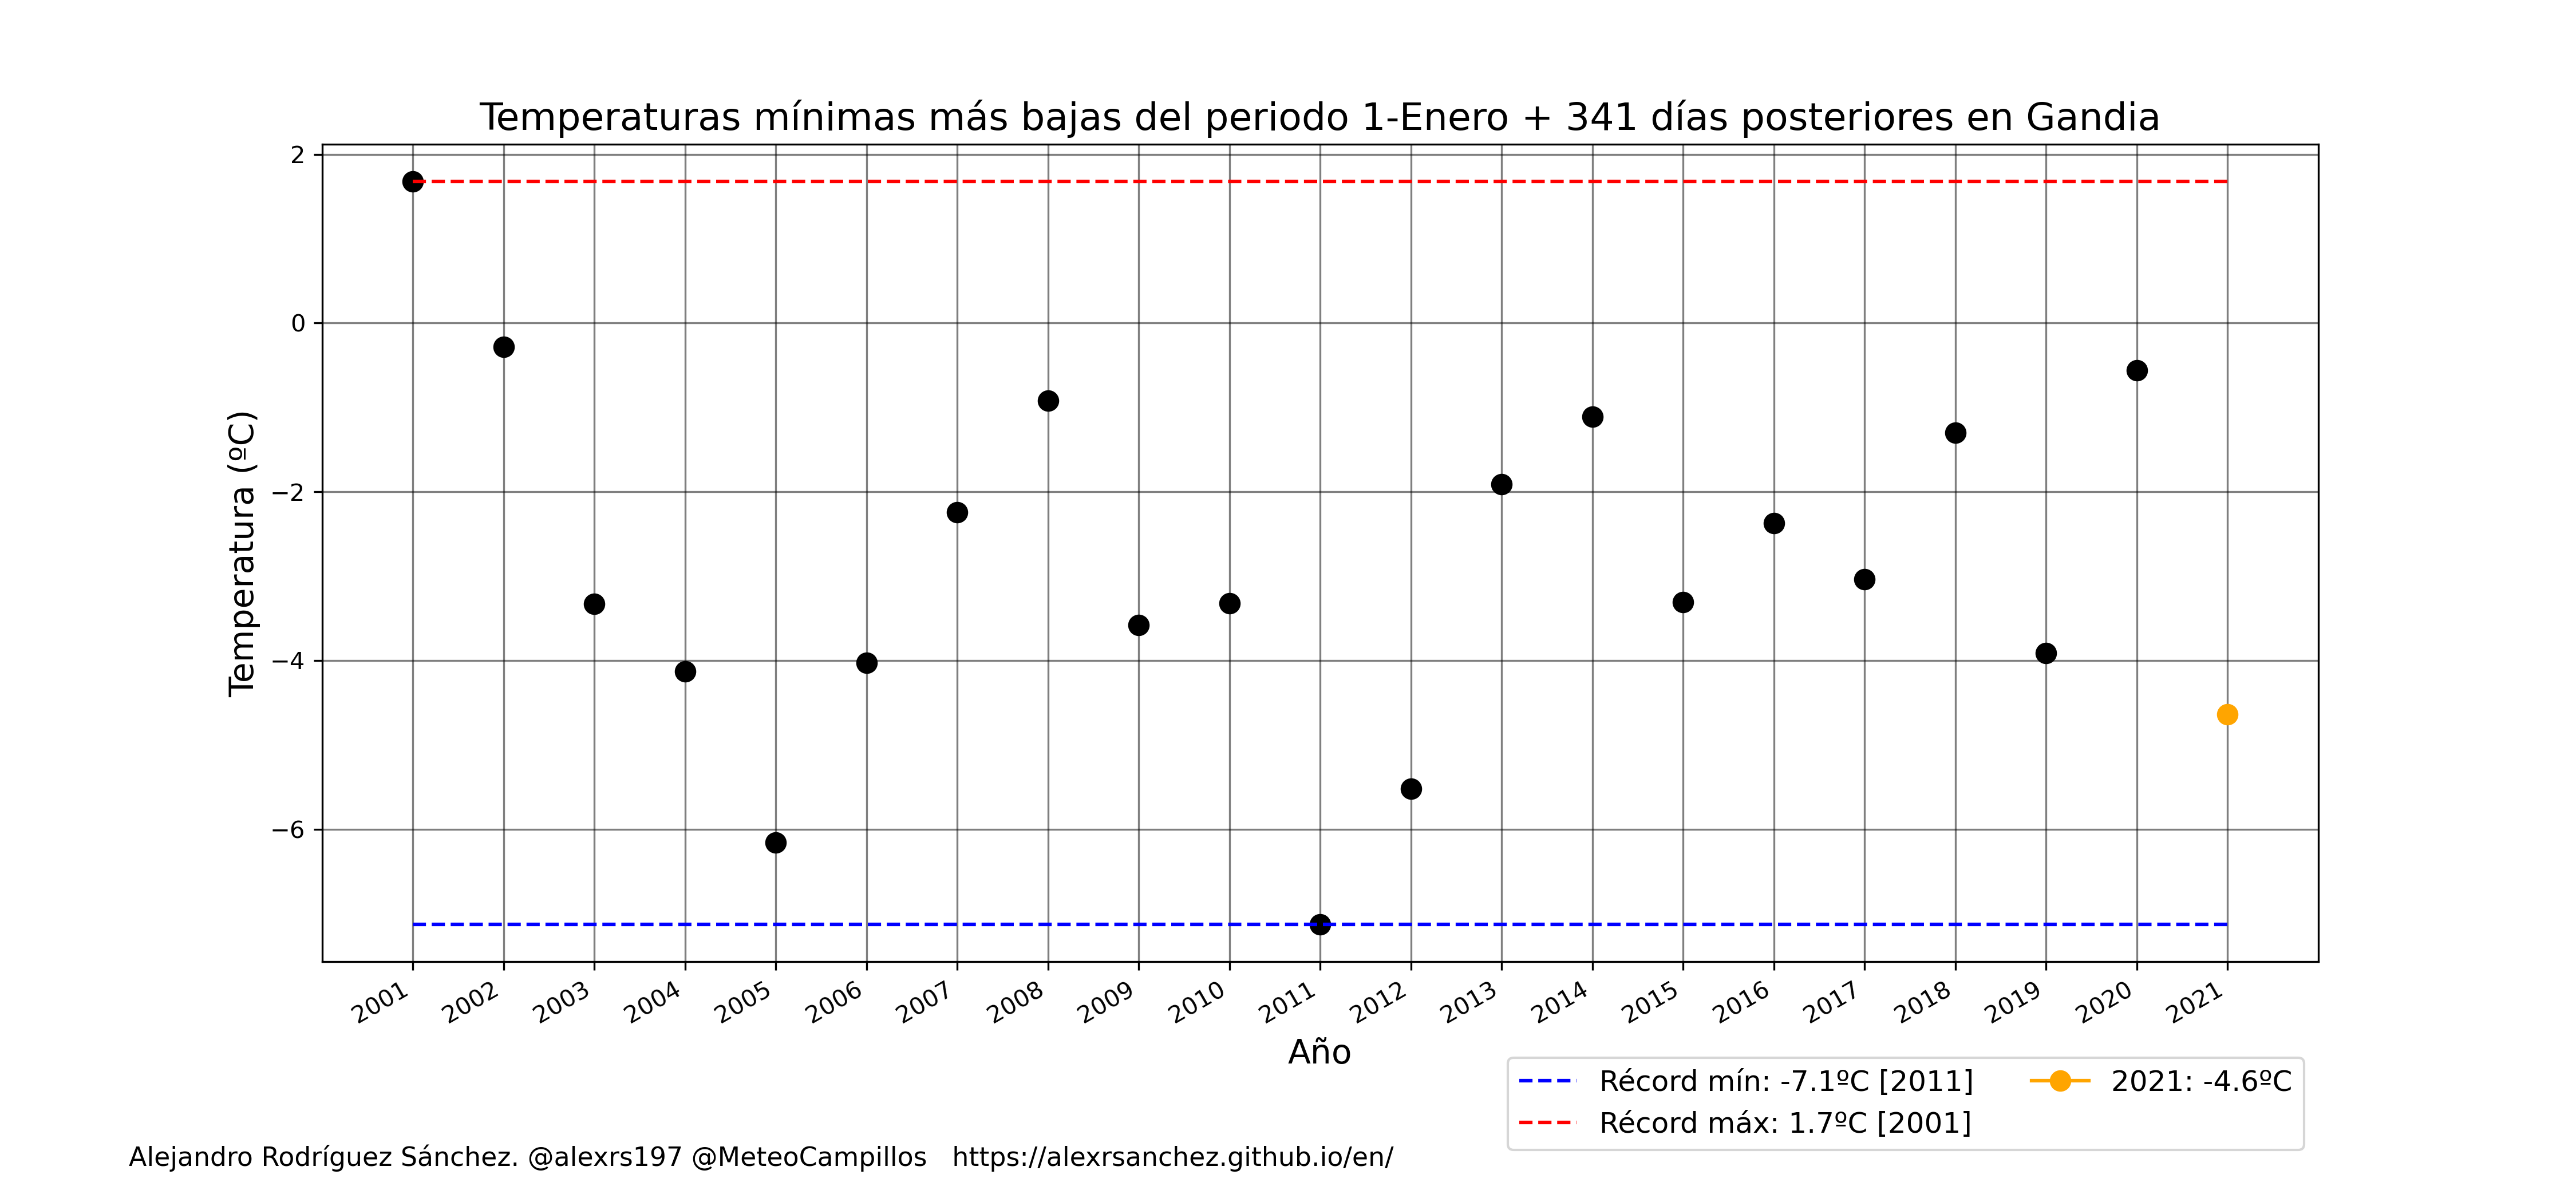 Temperaturas mínimas más bajas del periodo 1-Enero + 341 días posteriores en Gandia
Temperatura (ºC)
2
0
−2
−4
−6
2001 2002 2003 2004 2005 2006 2007 2008 2009 2010 2011 2012 2013 2014 2015 2016 2017 2018 2019 2020 2021
Año
Récord mín: -7.1ºC [2011]
Récord máx: 1.7ºC [2001]
2021: -4.6ºC
Alejandro Rodríguez Sánchez. @alexrs197 @MeteoCampillos https://alexrsanchez.github.io/en/